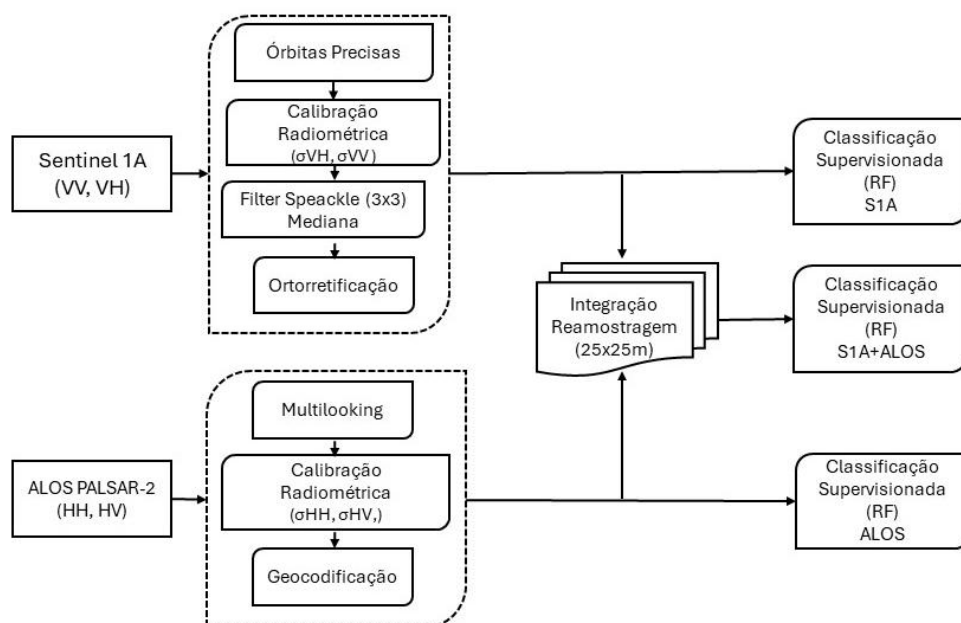 Sentinel 1A
(VV, VH)
Órbitas Precisas
Calibração
Radiométrica
(σVH, σVV)
Filter Speackle (3x3)
Mediana
Ortorretificação
Classificação
Supervisionada
(RF)
S1A
Integração
Reamostragem
(25x25m)
Classificação
Supervisionada
(RF)
S1A+ALOS
ALOS PALSAR-2
(HH, HV)
Multilooking
Calibração
Radiométrica
(σHH, σHV,)
Geocodificação
Classificação
Supervisionada
(RF)
ALOS